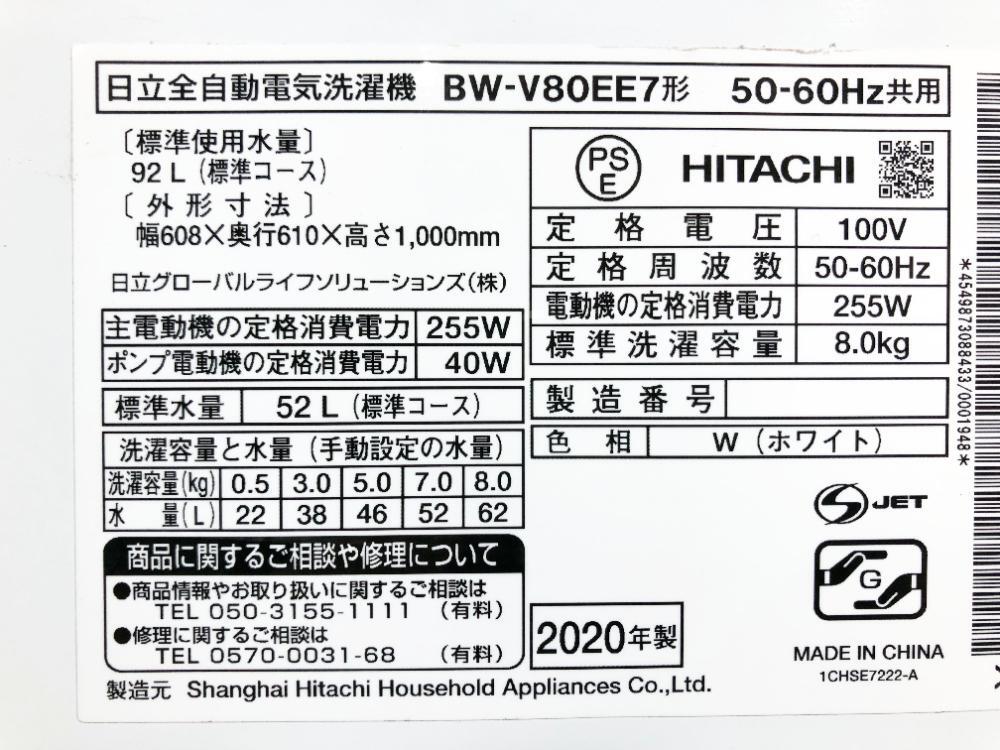 日立全自動電気洗濯機 BW-V80EE7形 50-60Hz共用
〔標準使用水量〕
92 L（標準コース）
〔外形寸法〕
幅608×奥行610×高さ1,000mm
日立グローバルライフソリューションズ（株）
主電動機の定格消費電力 255W
ポンプ電動機の定格消費電力 40W
標準水量 52 L（標準コース）
洗濯容量と水量（手動設定の水量）
洗濯容量(kg) 0.5 3.0 5.0 7.0 8.0
水量(L) 22 38 46 52 62
商品に関するご相談や修理について
●商品情報やお取り扱いに関するご相談は
TEL 050-3155-1111 （有料）
●修理に関するご相談は
TEL 0570-0031-68 （有料）
製造元 Shanghai Hitachi Household Appliances Co.,Ltd.
PS E HITACHI
定格電圧 100V
定格周波数 50-60Hz
電動機の定格消費電力 255W
標準洗濯容量 8.0kg
製造番号
色相 W（ホワイト）
S JET
G
2020年製
MADE IN CHINA
1CHSE7222-A
*4549873088433/0001948*